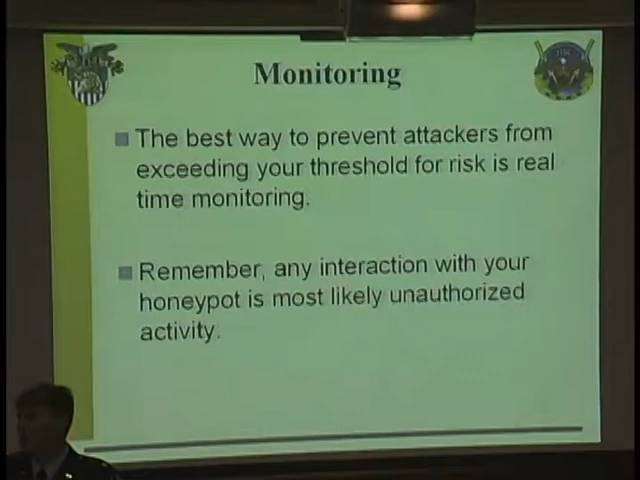 Monitoring
The best way to prevent attackers from
exceeding your threshold for risk is real
time monitoring.
Remember, any interaction with your
honeypot is most likely unauthorized
activity.